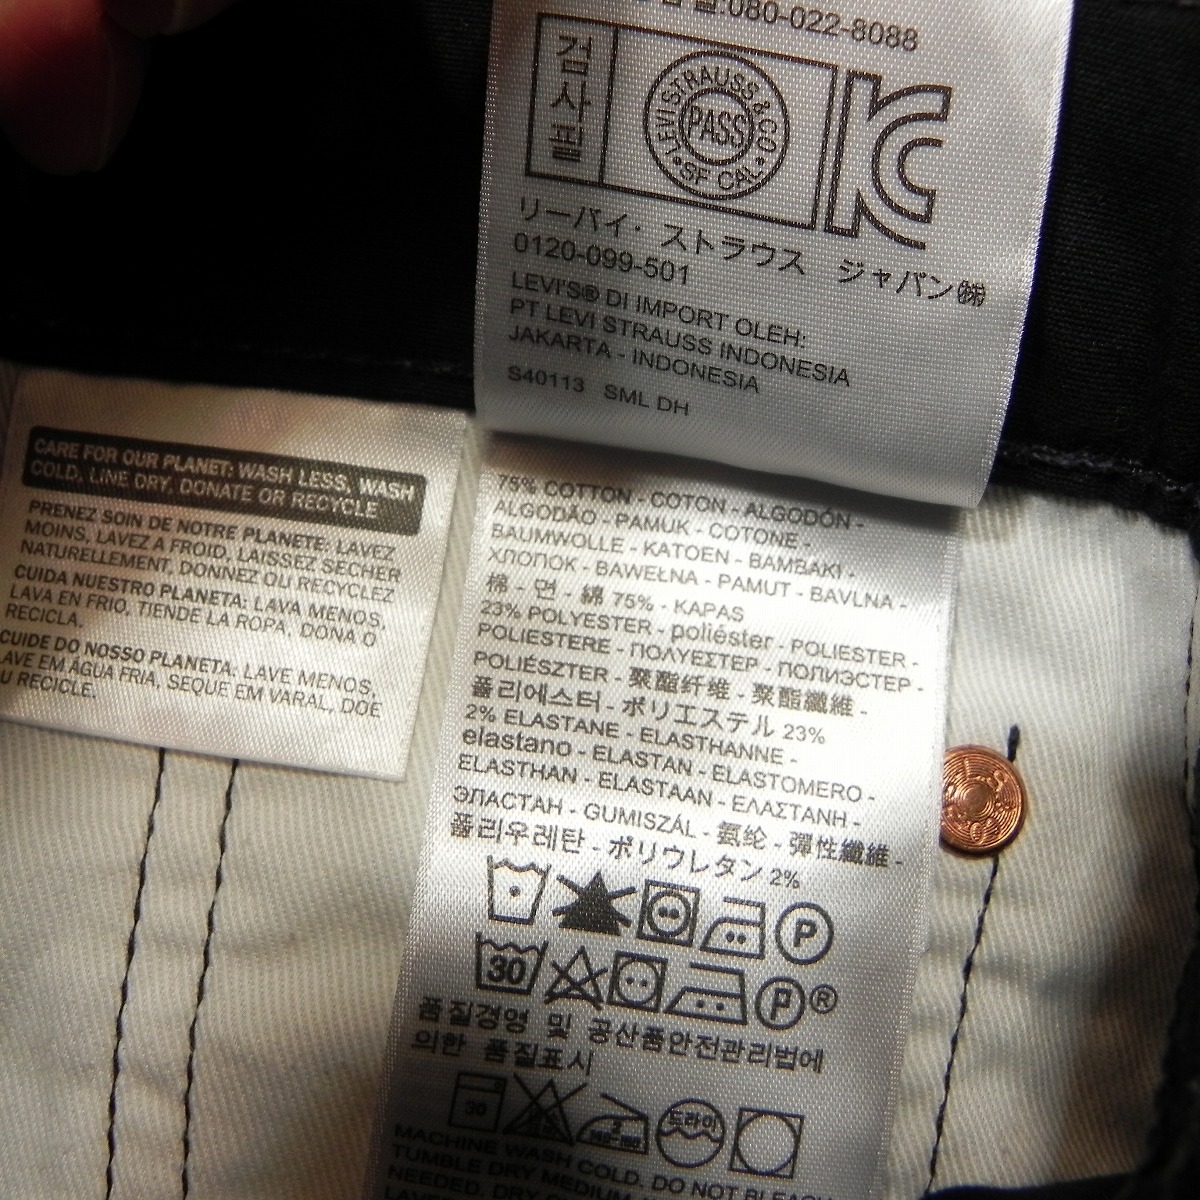 :080-022-8088
검사필
LEVI STRAUSS & CO
PASS
SF CAL
リーバイ・ストラウス ジャパン㈱
0120-099-501
LEVI'S® DI IMPORT OLEH:
PT LEVI STRAUSS INDONESIA
JAKARTA - INDONESIA
S40113 SML DH
CARE FOR OUR PLANET: WASH LESS, WASH
COLD, LINE DRY, DONATE OR RECYCLE
PRENEZ SOIN DE NOTRE PLANETE: LAVEZ
MOINS, LAVEZ A FROID, LAISSEZ SECHER
NATURELLEMENT, DONNEZ OU RECYCLEZ
CUIDA NUESTRO PLANETA: LAVA MENOS,
LAVA EN FRIO, TIENDE LA ROPA, DONA O
RECICLA.
CUIDE DO NOSSO PLANETA: LAVE MENOS,
LAVE EM ÁGUA FRIA, SEQUE EM VARAL, DOE
OU RECICLE.
75% COTTON - COTON - ALGODÓN -
ALGODÃO - PAMUK - COTONE -
BAUMWOLLE - KATOEN - ΒΑΜΒΑΚΙ -
ХЛОПОК - BAWEŁNA - PAMUT - BAVLNA -
棉 - 면 - 綿 75% - KAPAS
23% POLYESTER - poliéster - POLIESTER -
POLIESTERE - ΠΟΛΥΕΣΤΕΡ - ПОЛИЭСТЕР -
POLIÉSZTER - 聚酯纤维 - 聚酯纖維 -
폴리에스터 - ポリエステル 23%
2% ELASTANE - ELASTHANNE -
elastano - ELASTAN - ELASTOMERO -
ELASTHAN - ELASTAAN - ΕΛΑΣΤΑΝΗ -
ЭЛАСТАН - GUMISZÁL - 氨纶 - 彈性纖維 -
폴리우레탄 - ポリウレタン 2%
P
30 P ®
품질경영 및 공산품안전관리법에
의한 품질표시
30 드라이
MACHINE WASH COLD. DO NOT BLEACH.
TUMBLE DRY MEDIUM.